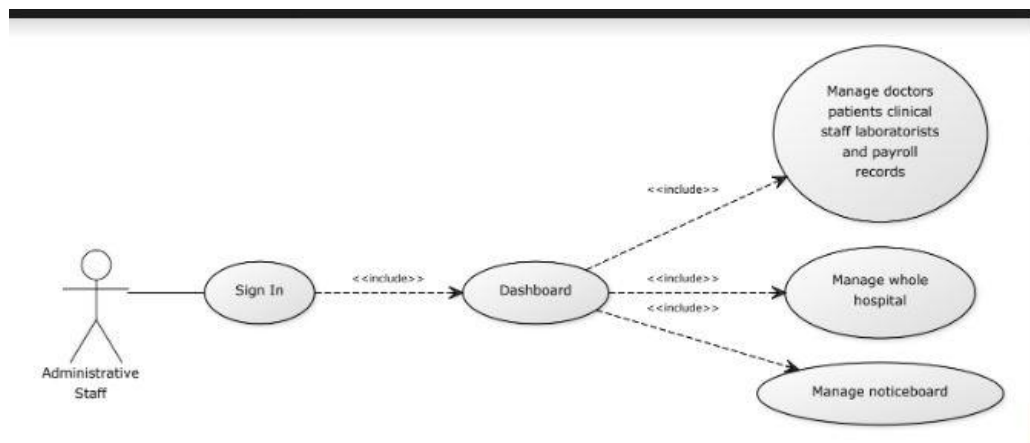 Manage doctors
patients clinical
staff laboratorists
and payroll
records
<<include>>
Sign In
<<include>>
Dashboard
<<include>>
Manage whole
hospital
<<include>>
Administrative
Staff
Manage noticeboard